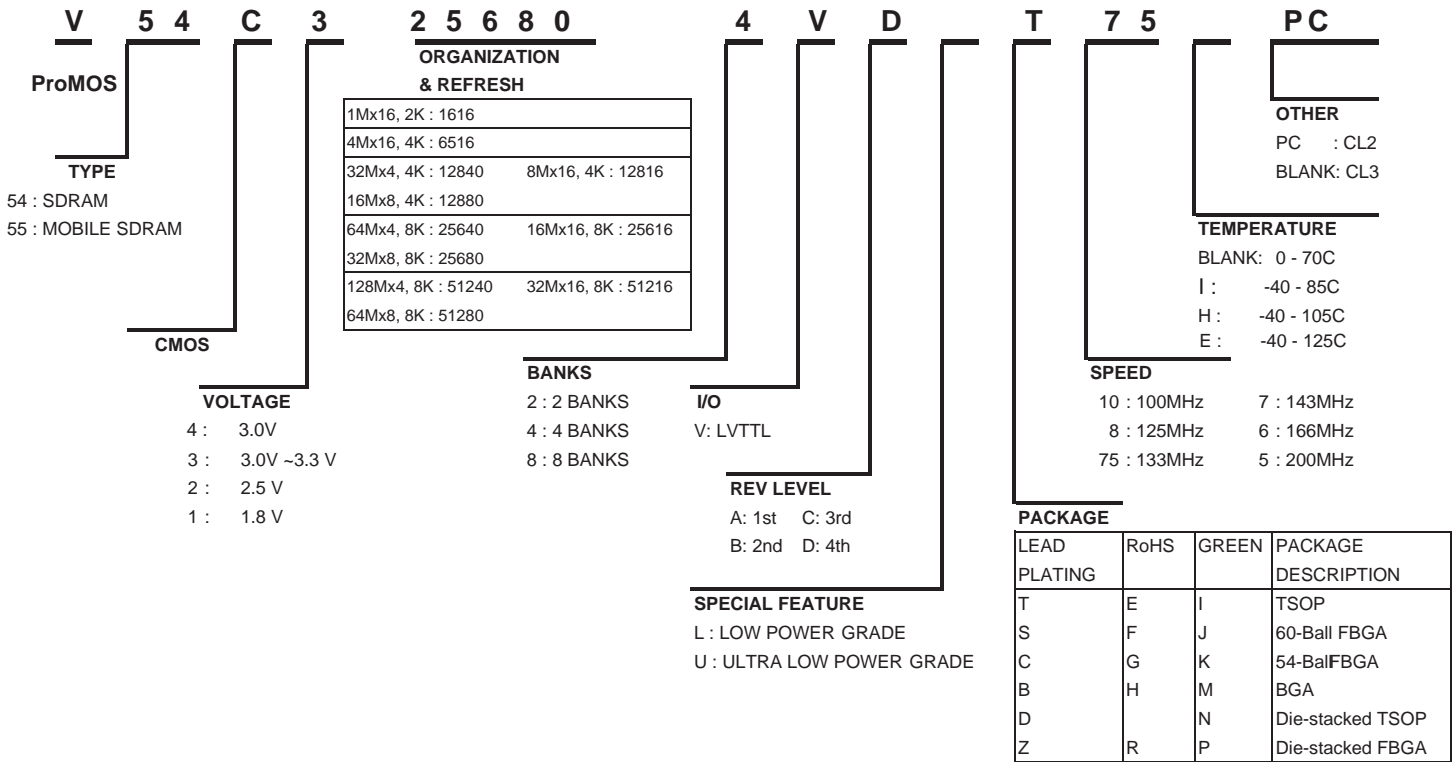 V 5 4 C 3 2 5 6 8 0 4 V D T 7 5 PC
ProMOS
ORGANIZATION
& REFRESH
1Mx16, 2K : 1616
4Mx16, 4K : 6516
32Mx4, 4K : 12840 8Mx16, 4K : 12816
16Mx8, 4K : 12880
64Mx4, 8K : 25640 16Mx16, 8K : 25616
32Mx8, 8K : 25680
128Mx4, 8K : 51240 32Mx16, 8K : 51216
64Mx8, 8K : 51280
OTHER
PC : CL2
BLANK: CL3
TYPE
54 : SDRAM
55 : MOBILE SDRAM
TEMPERATURE
BLANK: 0 - 70C
I : -40 - 85C
H : -40 - 105C
E : -40 - 125C
CMOS
VOLTAGE
4 : 3.0V
3 : 3.0V ~3.3 V
2 : 2.5 V
1 : 1.8 V
BANKS
2 : 2 BANKS
4 : 4 BANKS
8 : 8 BANKS
I/O
V: LVTTL
SPEED
10 : 100MHz 7 : 143MHz
8 : 125MHz 6 : 166MHz
75 : 133MHz 5 : 200MHz
REV LEVEL
A: 1st C: 3rd
B: 2nd D: 4th
SPECIAL FEATURE
L : LOW POWER GRADE
U : ULTRA LOW POWER GRADE
PACKAGE
LEAD RoHS GREEN PACKAGE
PLATING DESCRIPTION
T E I TSOP
S F J 60-Ball FBGA
C G K 54-BallFBGA
B H M BGA
D N Die-stacked TSOP
Z R P Die-stacked FBGA